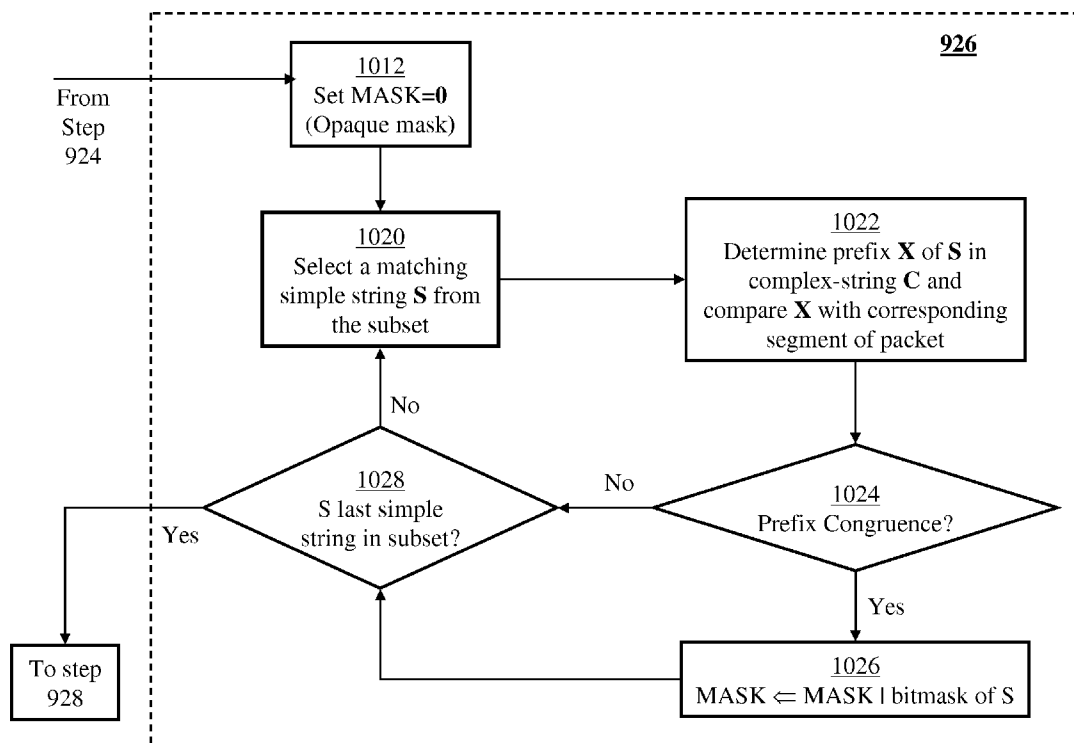 926
From
Step
924
1012
Set MASK=0
(Opaque mask)
1020
Select a matching
simple string S from
the subset
1022
Determine prefix X of S in
complex-string C and
compare X with corresponding
segment of packet
No
1028
S last simple
string in subset?
No
1024
Prefix Congruence?
Yes
Yes
To step
928
1026
MASK ⇐ MASK | bitmask of S